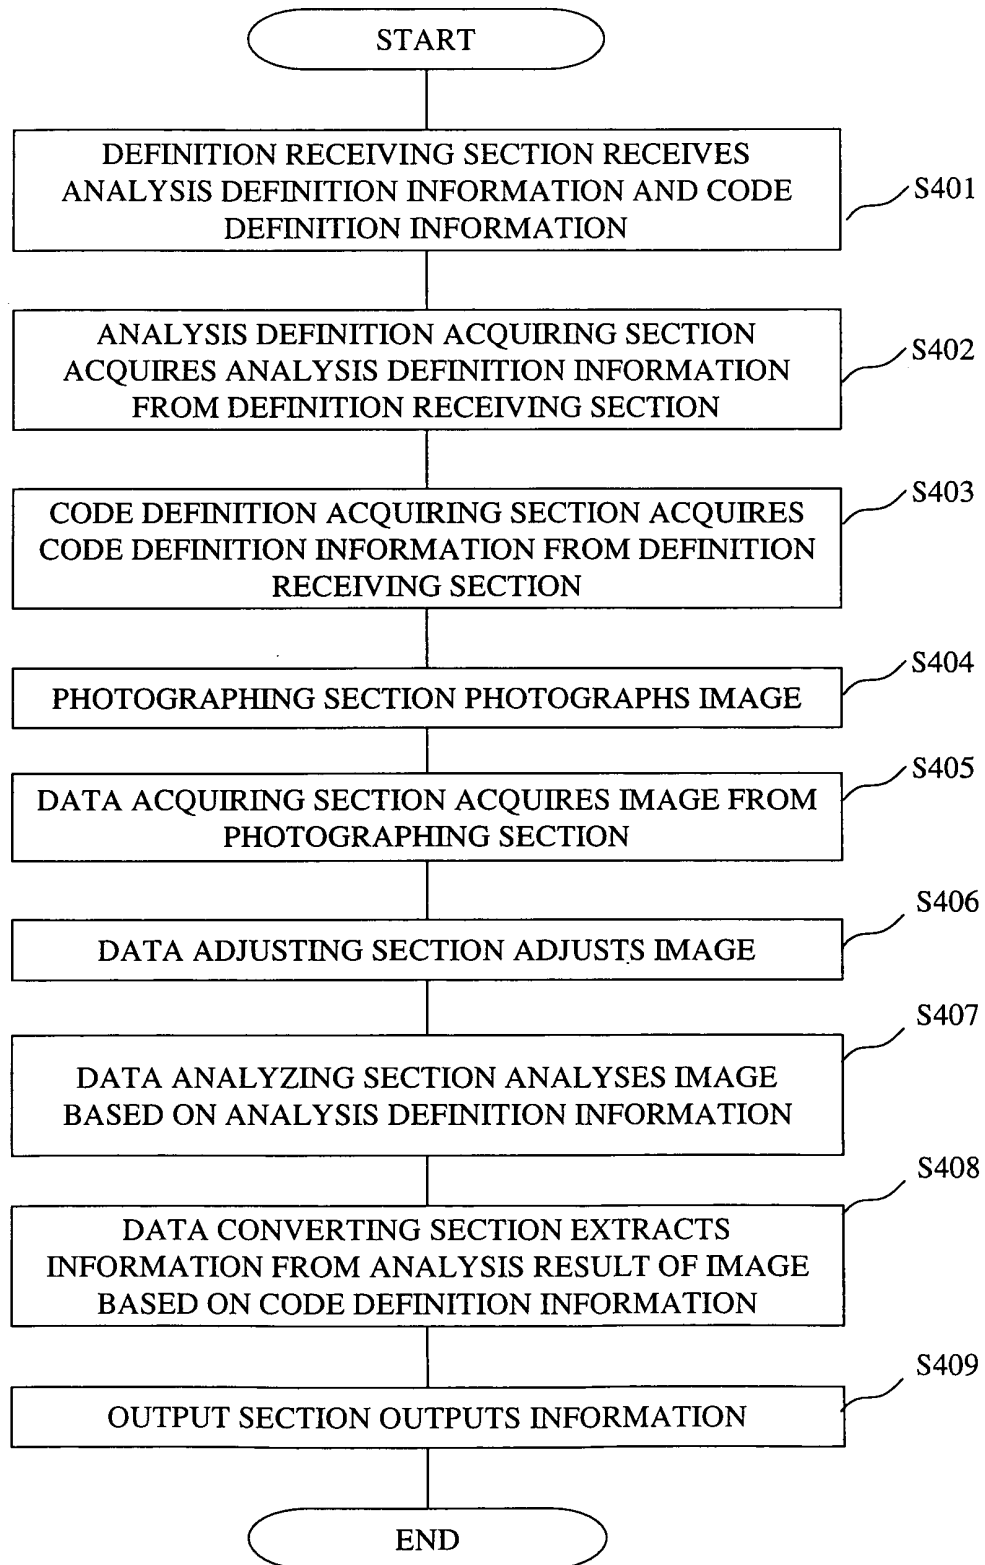 START
DEFINITION RECEIVING SECTION RECEIVES
ANALYSIS DEFINITION INFORMATION AND CODE
DEFINITION INFORMATION
S401
ANALYSIS DEFINITION ACQUIRING SECTION
ACQUIRES ANALYSIS DEFINITION INFORMATION
FROM DEFINITION RECEIVING SECTION
S402
CODE DEFINITION ACQUIRING SECTION ACQUIRES
CODE DEFINITION INFORMATION FROM DEFINITION
RECEIVING SECTION
S403
PHOTOGRAPHING SECTION PHOTOGRAPHS IMAGE
S404
DATA ACQUIRING SECTION ACQUIRES IMAGE FROM
PHOTOGRAPHING SECTION
S405
DATA ADJUSTING SECTION ADJUSTS IMAGE
S406
DATA ANALYZING SECTION ANALYSES IMAGE
BASED ON ANALYSIS DEFINITION INFORMATION
S407
DATA CONVERTING SECTION EXTRACTS
INFORMATION FROM ANALYSIS RESULT OF IMAGE
BASED ON CODE DEFINITION INFORMATION
S408
OUTPUT SECTION OUTPUTS INFORMATION
S409
END